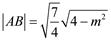 |AB| = √(7/4) √(4 − m²)